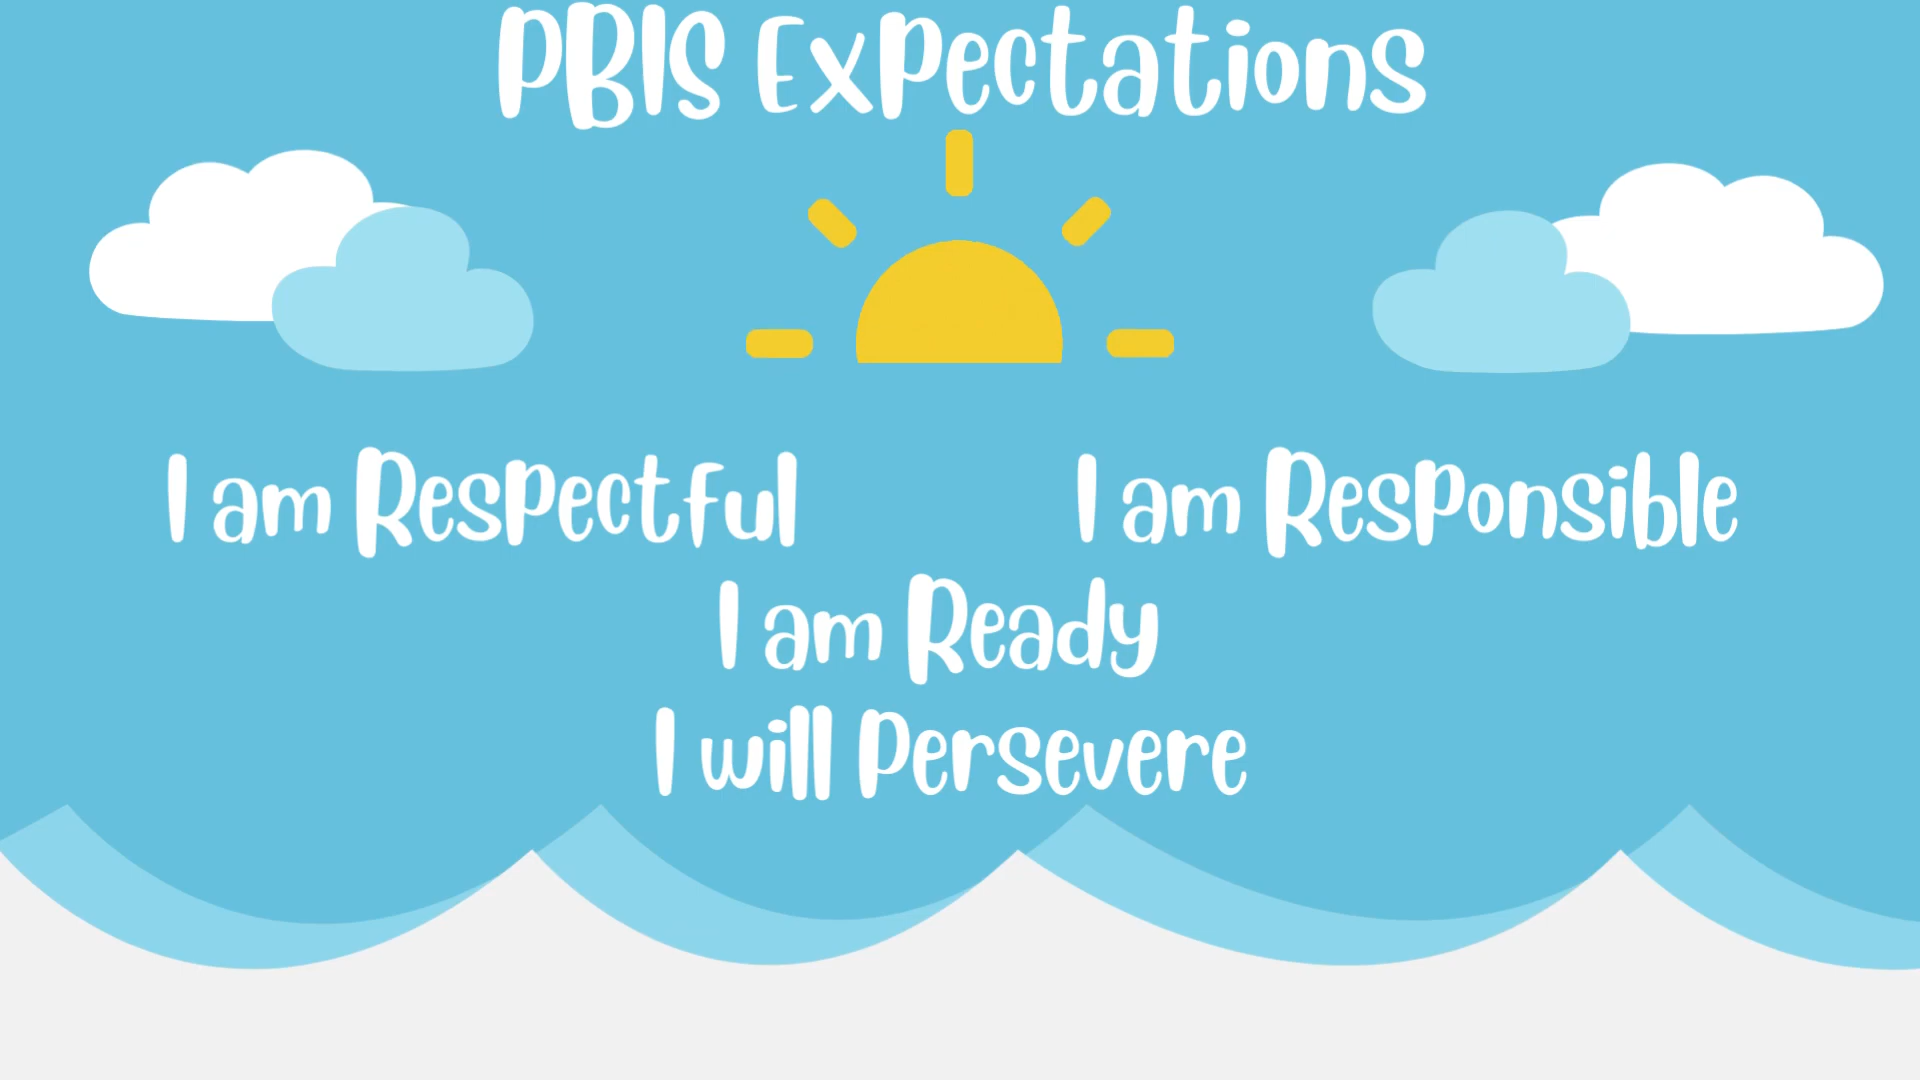 PBIS Expectations
I am Respectful
I am Responsible
I am Ready
I will Persevere